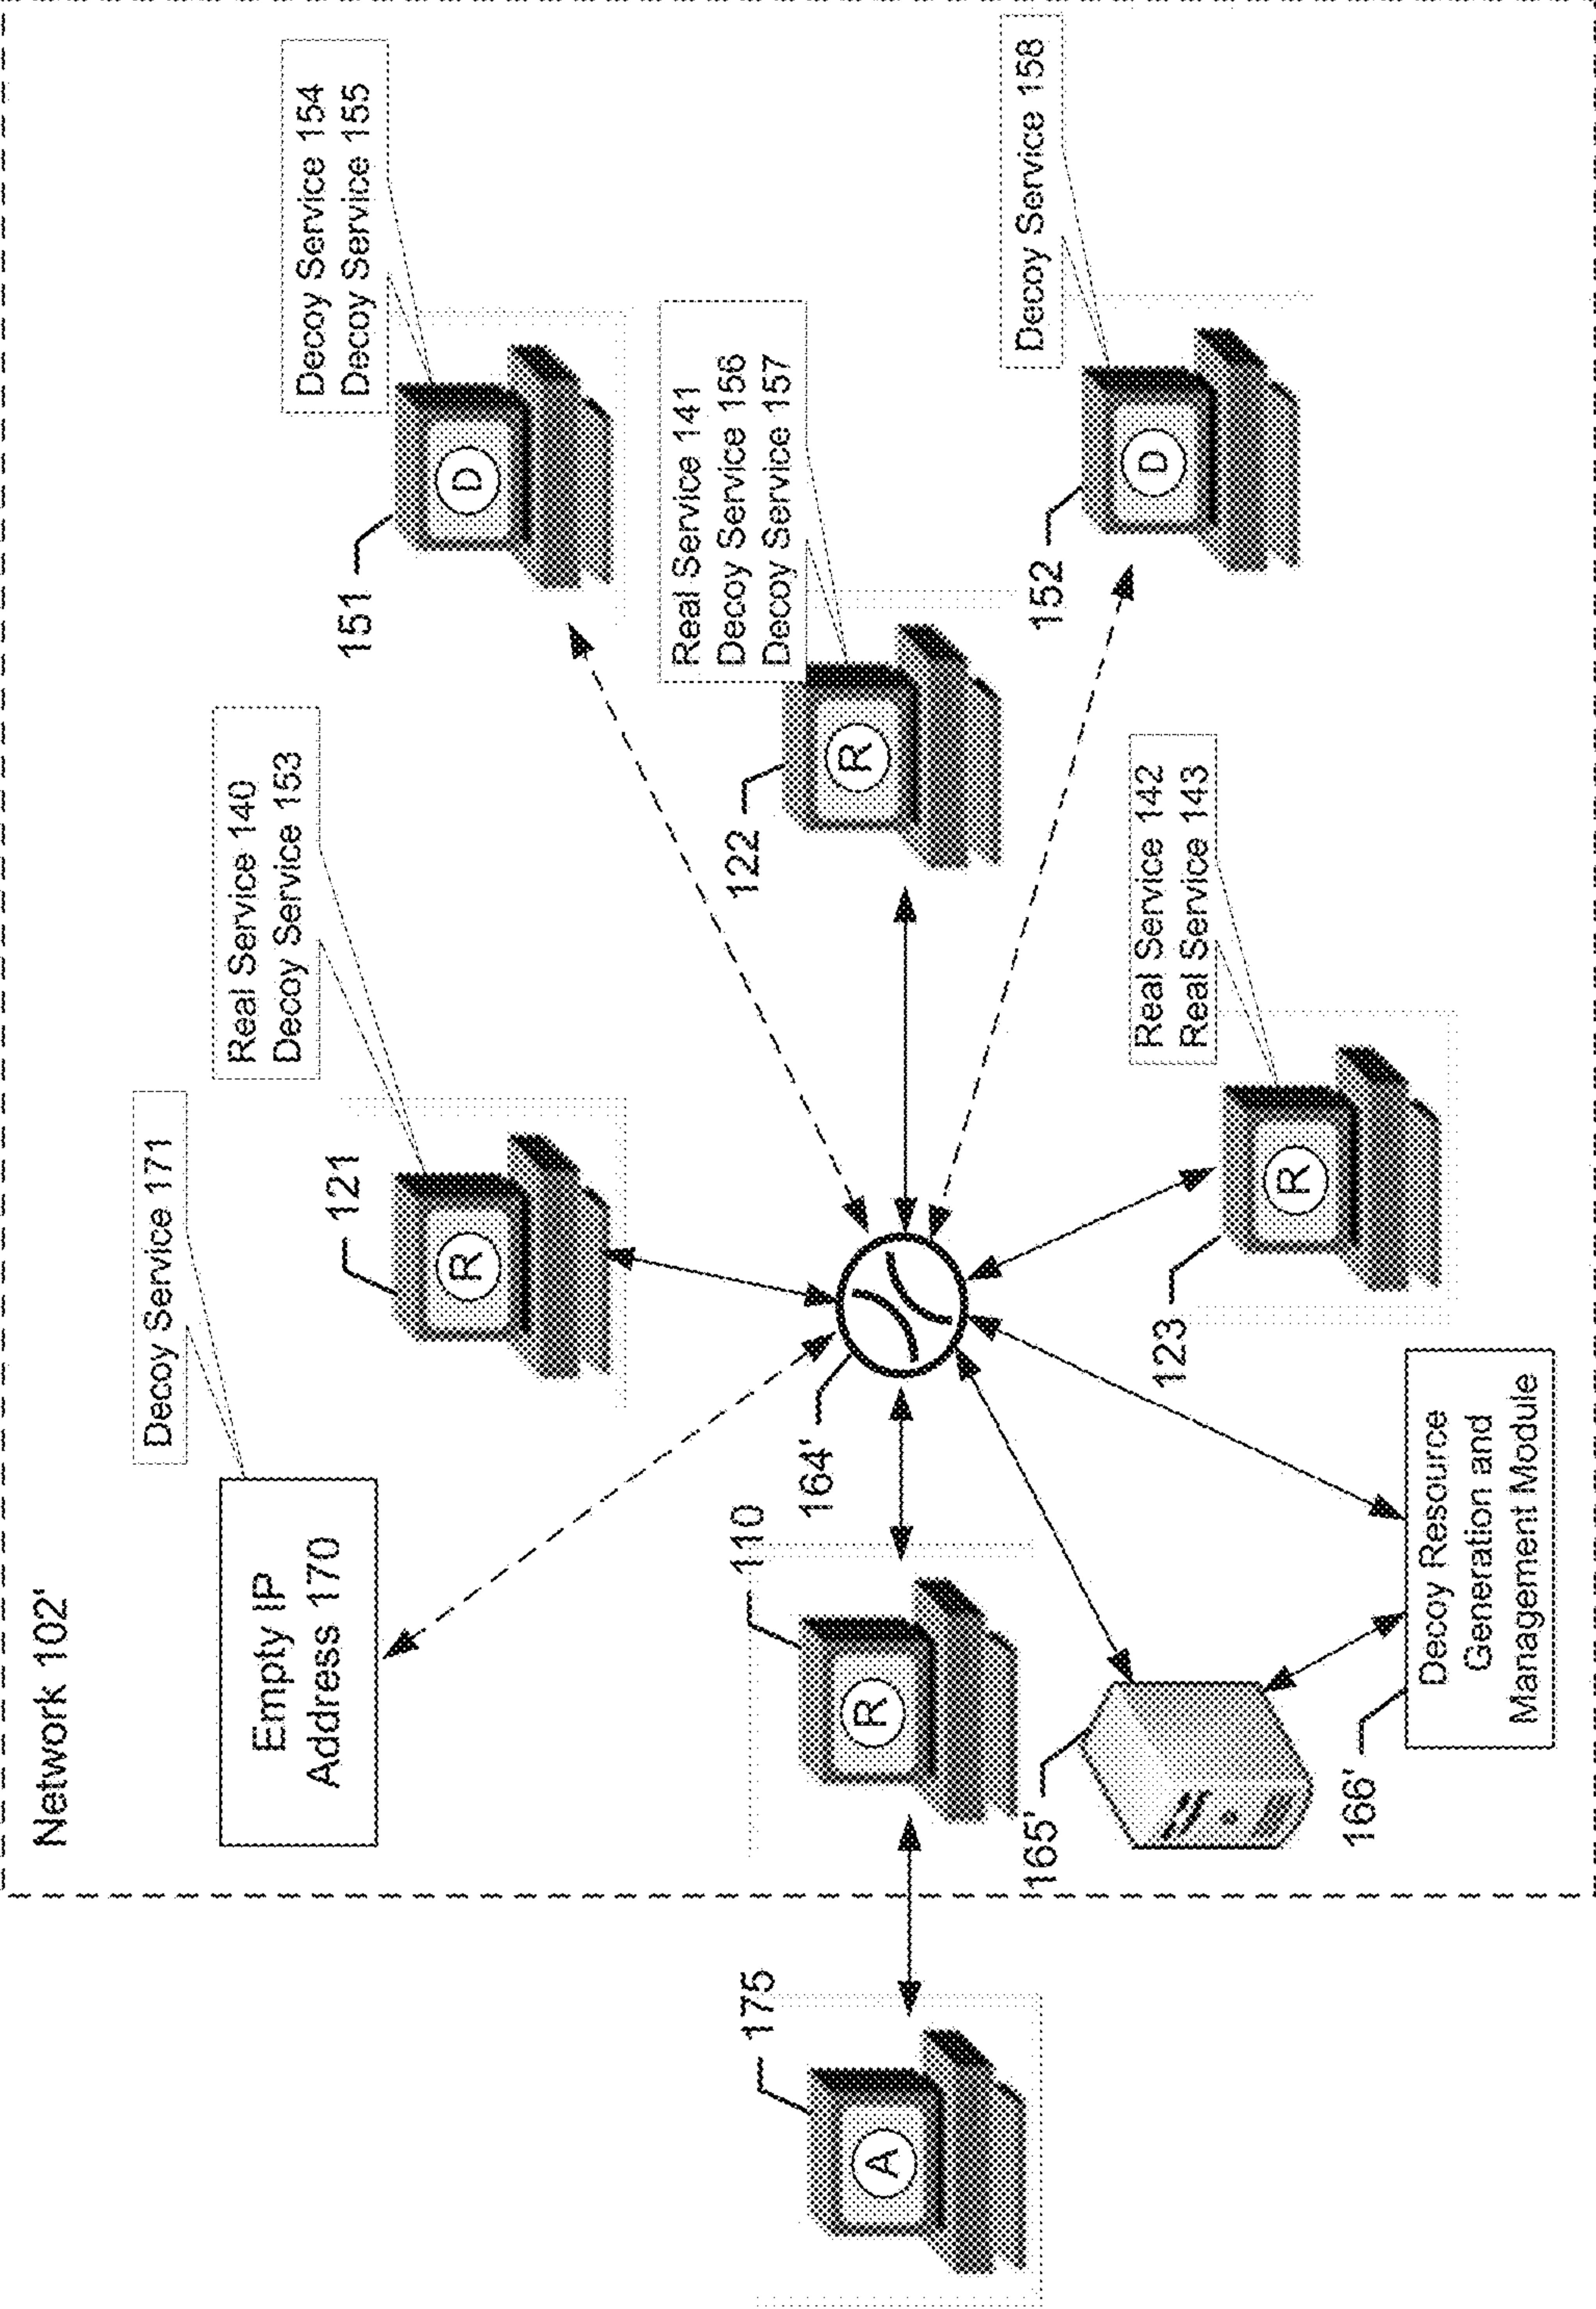 Network 102'
Empty IP
Address 170
Decoy Service 171
121
R
Real Service 140
Decoy Service 153
151
D
Decoy Service 154
Decoy Service 155
175
A
110
R
164'
122
R
Real Service 141
Decoy Service 156
Decoy Service 157
165'
152
D
Decoy Service 158
123
R
Real Service 142
Real Service 143
166'
Decoy Resource
Generation and
Management Module